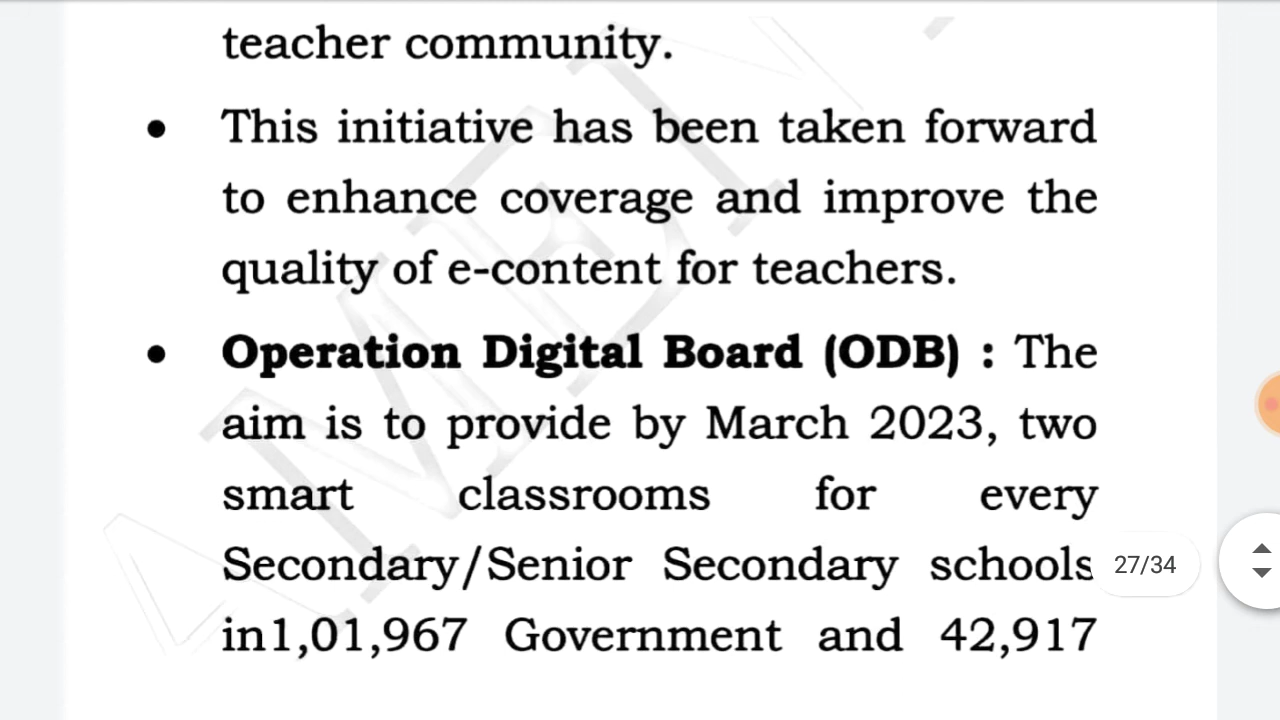 teacher community.
• This initiative has been taken forward
to enhance coverage and improve the
quality of e-content for teachers.
• Operation Digital Board (ODB) : The
aim is to provide by March 2023, two
smart classrooms for every
Secondary/Senior Secondary schools
27/34
in1,01,967 Government and 42,917